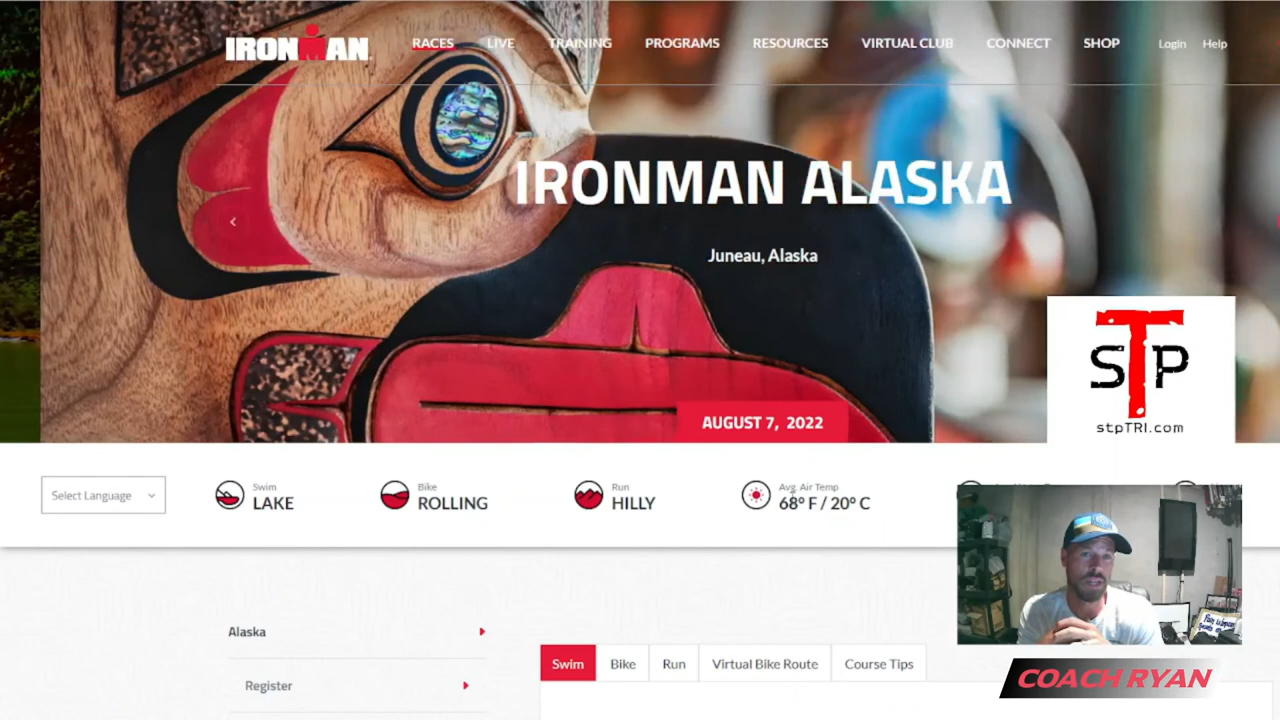 IRONMAN RACES LIVE TRAINING PROGRAMS RESOURCES VIRTUAL CLUB CONNECT SHOP Login Help
IRONMAN ALASKA
Juneau, Alaska
STP
stpTRI.com
AUGUST 7, 2022
Select Language
Swim
LAKE
Bike
ROLLING
Run
HILLY
Avg. Air Temp
68º F / 20º C
Alaska
Register
Swim Bike Run Virtual Bike Route Course Tips
COACH RYAN